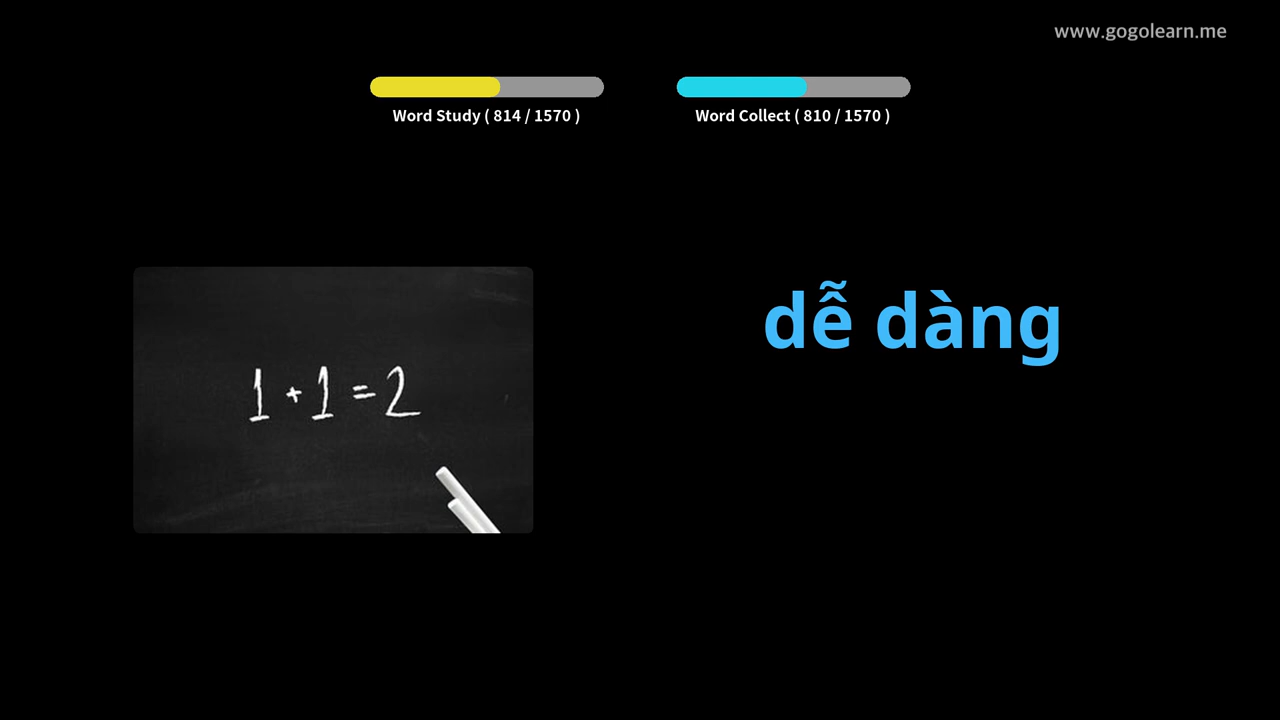 www.gogolearn.me
Word Study ( 814 / 1570 )
Word Collect ( 810 / 1570 )
dễ dàng
1 + 1 = 2